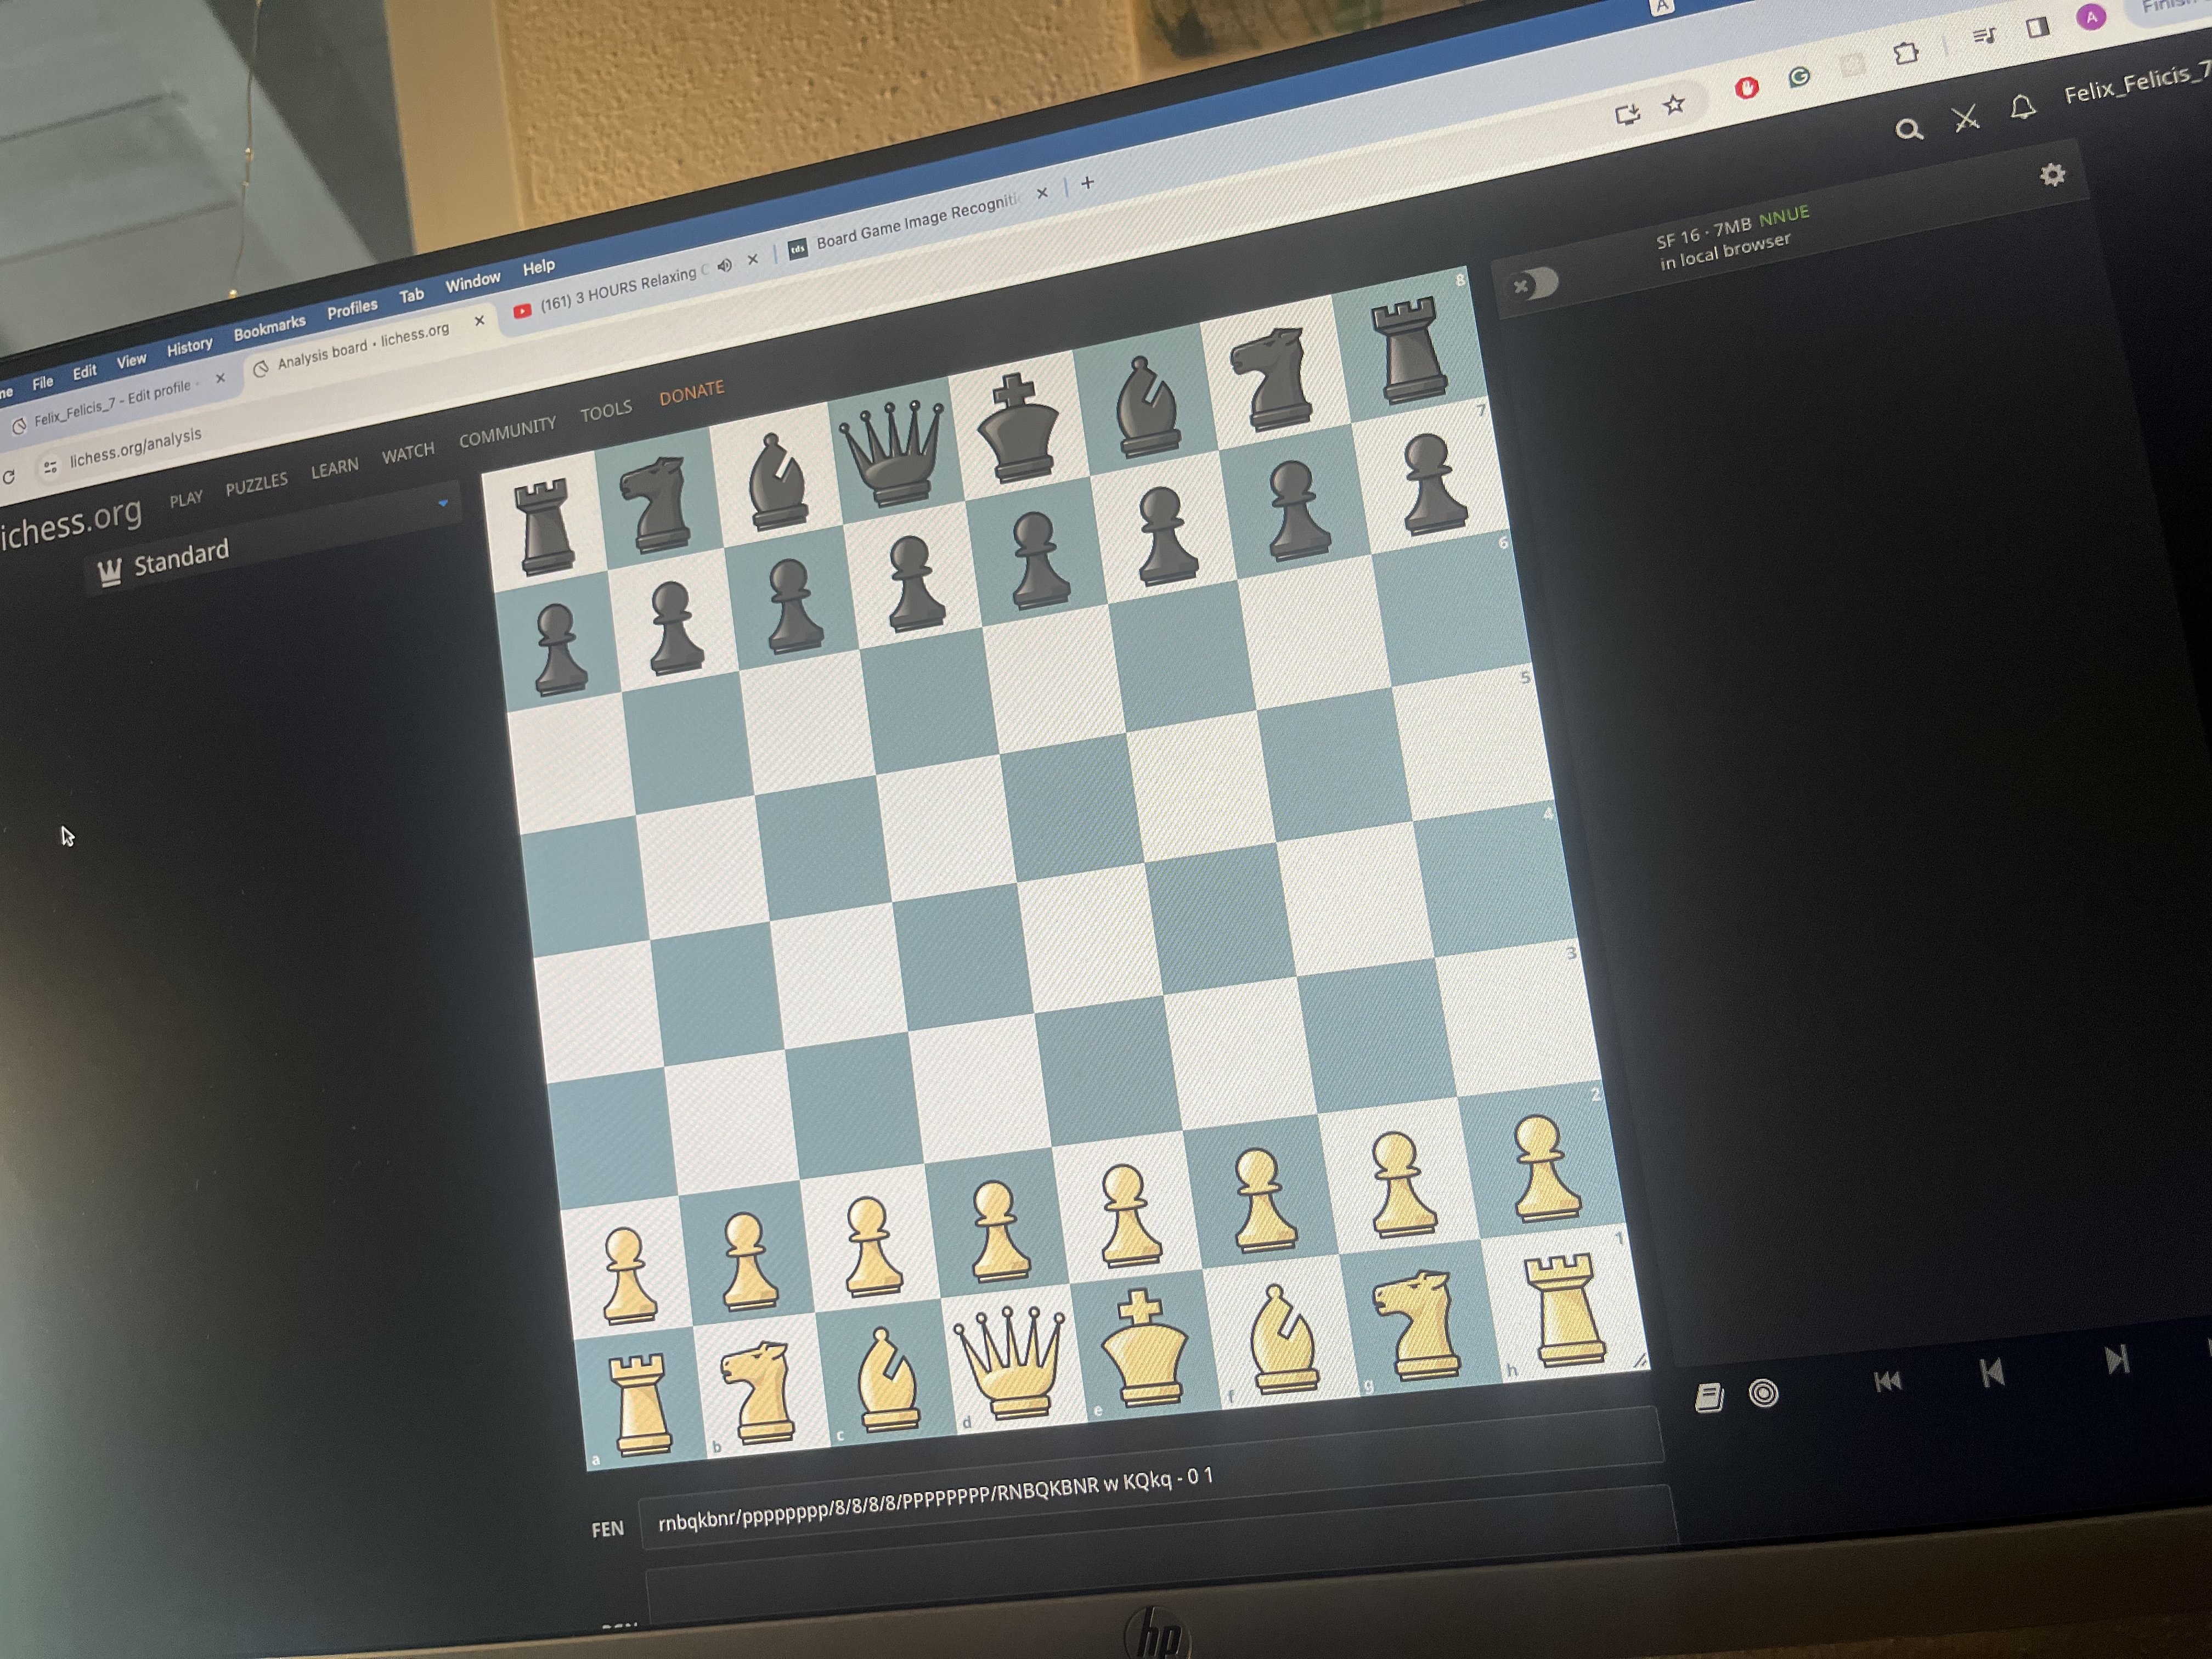 File Edit View History Bookmarks Profiles Tab Window Help
A
Felix_Felicis_7 - Edit profile
Analysis board • lichess.org
(161) 3 HOURS Relaxing
tds Board Game Image Recogniti
A
lichess.org/analysis
ichess.org PLAY PUZZLES LEARN WATCH COMMUNITY TOOLS DONATE
Felix_Felicis_7
Standard
SF 16 · 7MB NNUE
in local browser
8
7
6
5
4
3
2
1
a b c d e f g h
FEN rnbqkbnr/pppppppp/8/8/8/8/PPPPPPPP/RNBQKBNR w KQkq - 0 1
hp